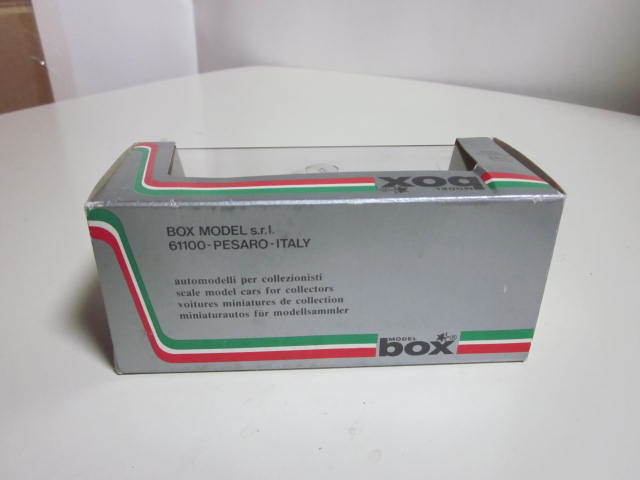 MODEL
box
BOX MODEL s.r.l.
61100-PESARO-ITALY
automodelli per collezionisti
scale model cars for collectors
voitures miniatures de collection
miniaturautos für modellsammler
MODEL
box ®